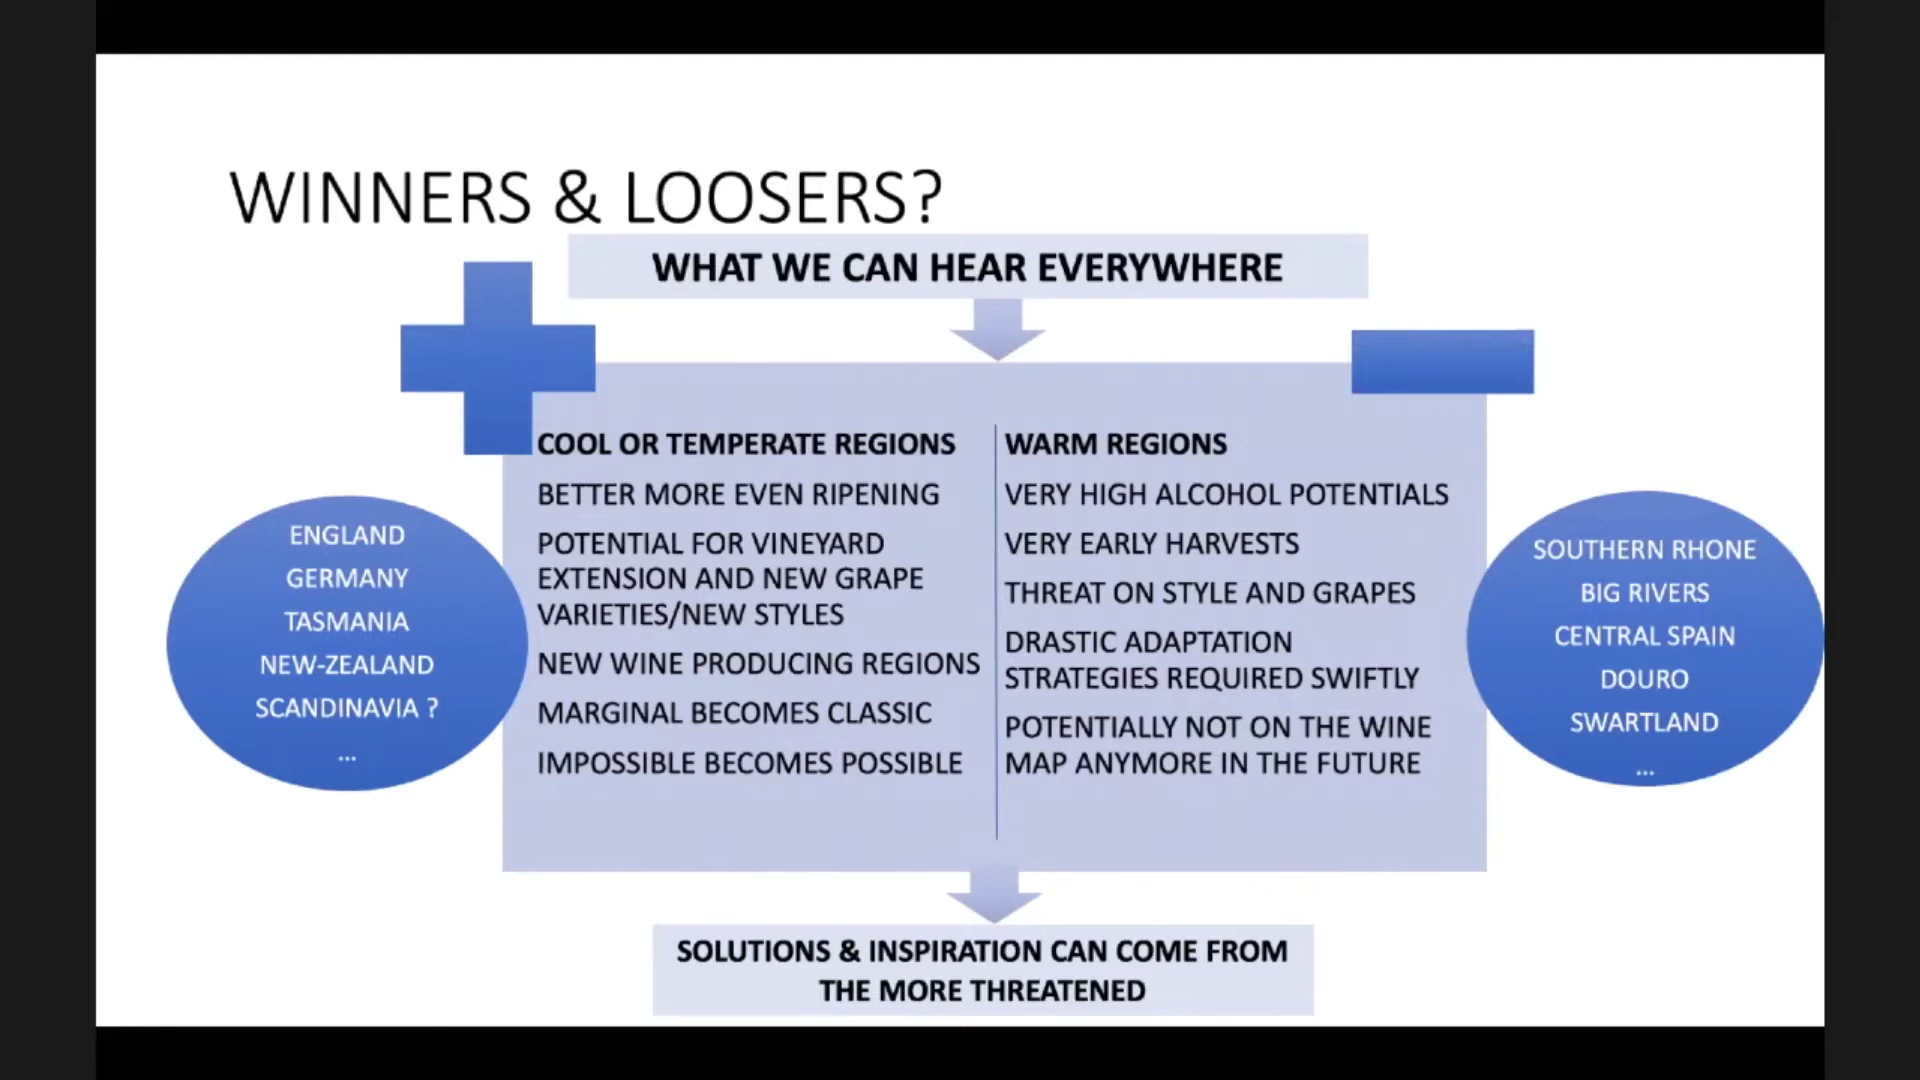 WINNERS & LOOSERS?
WHAT WE CAN HEAR EVERYWHERE
ENGLAND
GERMANY
TASMANIA
NEW-ZEALAND
SCANDINAVIA ?
...
COOL OR TEMPERATE REGIONS
BETTER MORE EVEN RIPENING
POTENTIAL FOR VINEYARD
EXTENSION AND NEW GRAPE
VARIETIES/NEW STYLES
NEW WINE PRODUCING REGIONS
MARGINAL BECOMES CLASSIC
IMPOSSIBLE BECOMES POSSIBLE
WARM REGIONS
VERY HIGH ALCOHOL POTENTIALS
VERY EARLY HARVESTS
THREAT ON STYLE AND GRAPES
DRASTIC ADAPTATION
STRATEGIES REQUIRED SWIFTLY
POTENTIALLY NOT ON THE WINE
MAP ANYMORE IN THE FUTURE
SOUTHERN RHONE
BIG RIVERS
CENTRAL SPAIN
DOURO
SWARTLAND
...
SOLUTIONS & INSPIRATION CAN COME FROM
THE MORE THREATENED